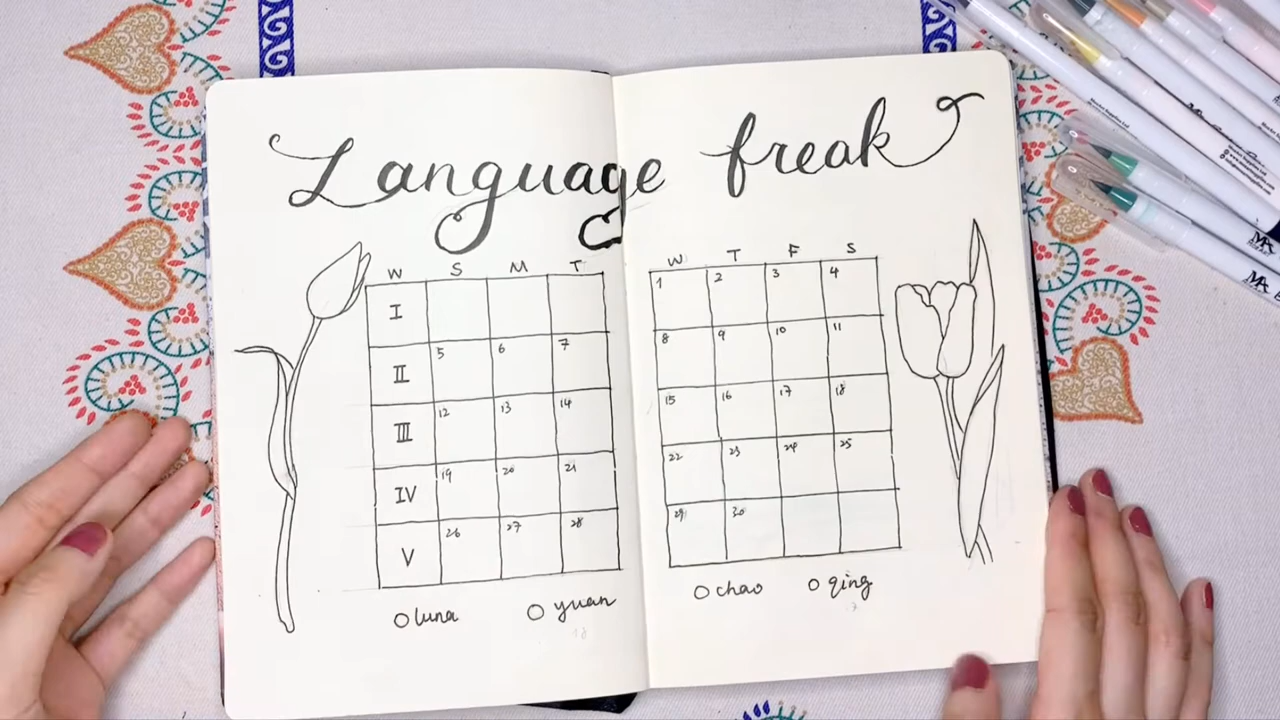 Language freak
W S M T W T F S
I 1 2 3 4
II 5 6 7 8 9 10 11
III 12 13 14 15 16 17 18
IV 19 20 21 22 23 24 25
V 26 27 28 29 30
luna yuan chao qing